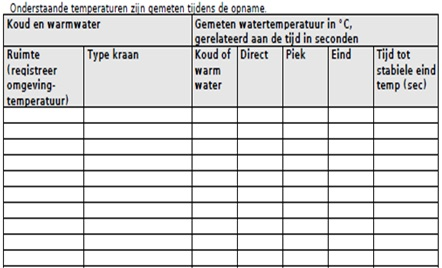 Onderstaande temperaturen zijn gemeten tijdens de opname.
Koud en warmwater
Gemeten watertemperatuur in °C,
gerelateerd aan de tijd in seconden
Ruimte
(registreer
omgeving-
temperatuur)
Type kraan
Koud of
warm
water
Direct
Piek
Eind
Tijd tot
stabiele eind
temp (sec)